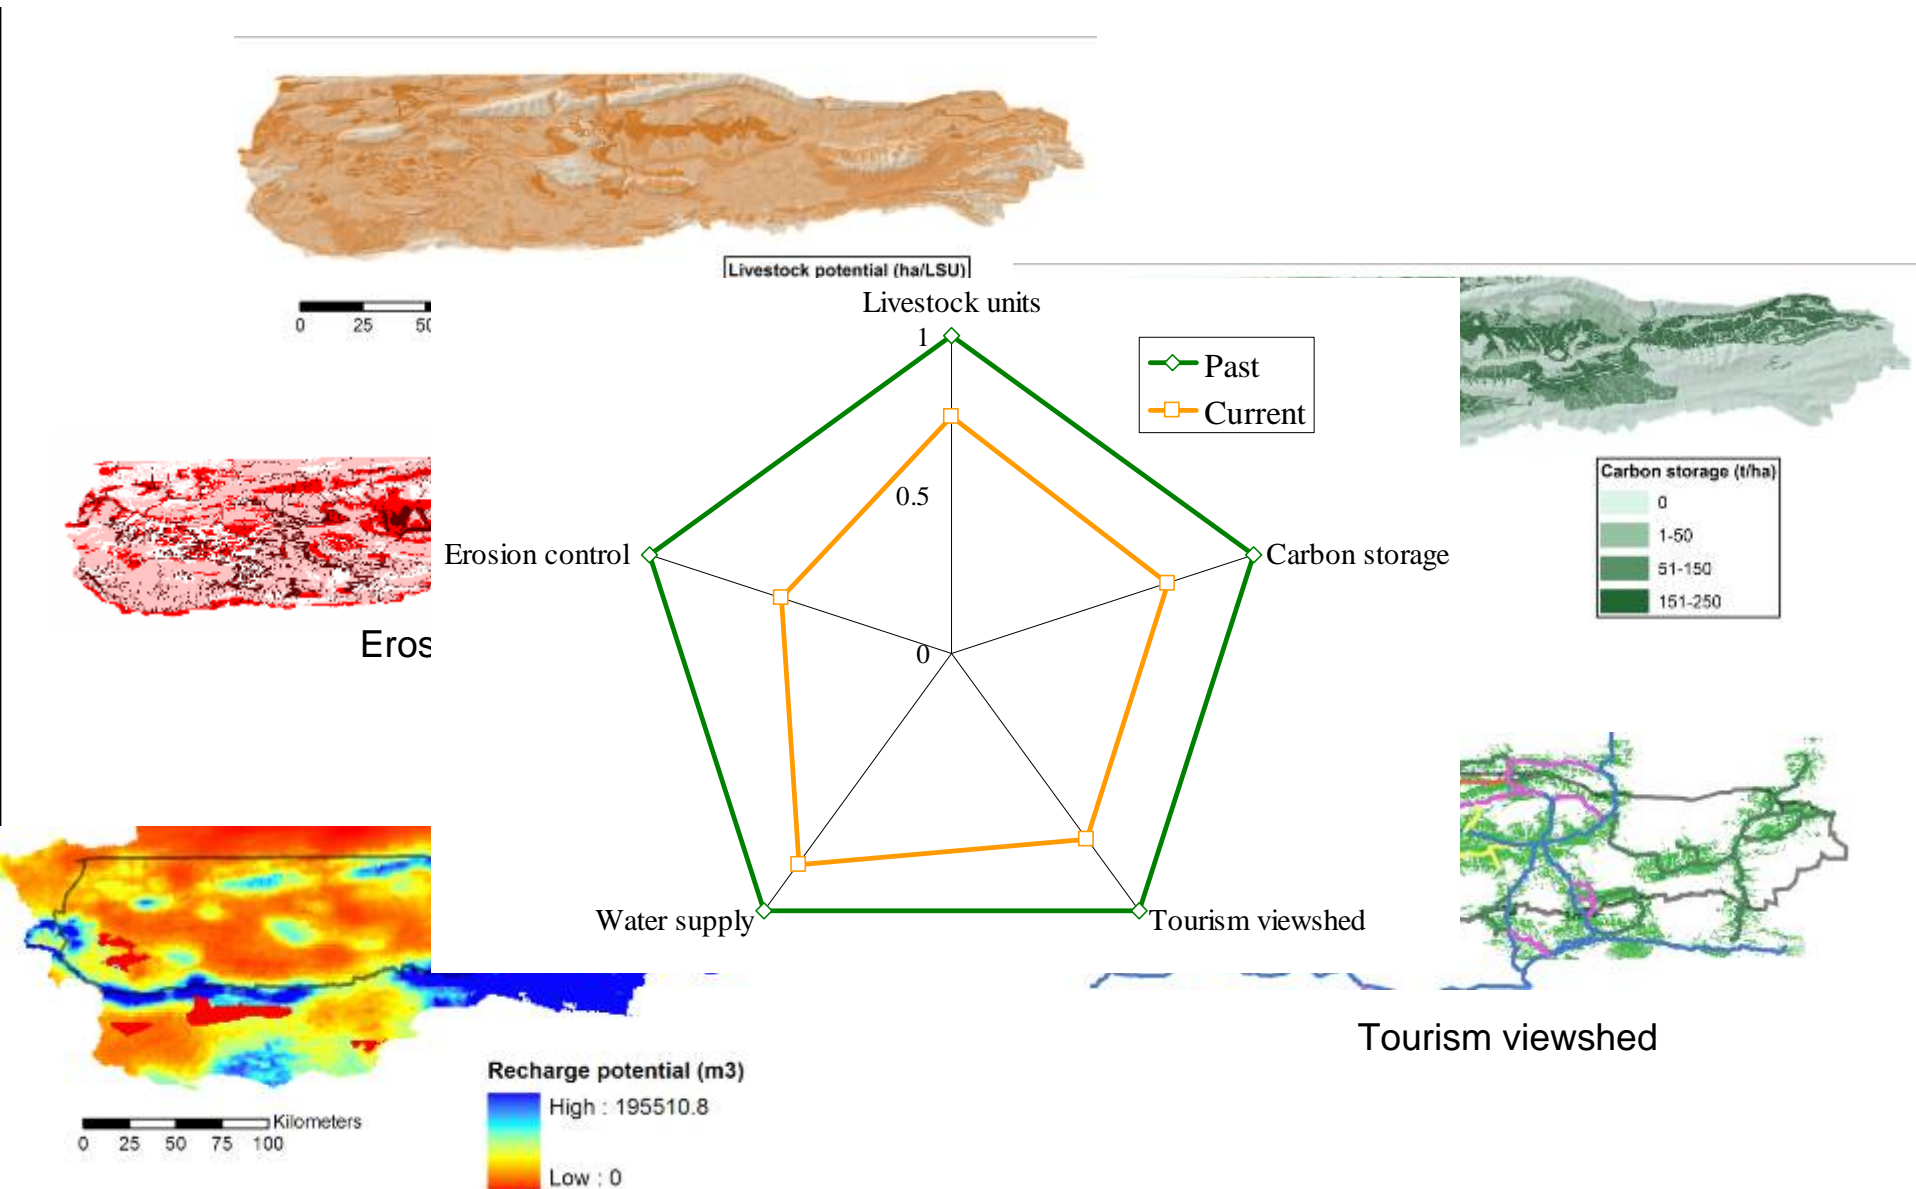 Livestock potential (ha/LSU)
0 25 50
Livestock units
1
Past
Current
0.5
Erosion control
Carbon storage
0
Water supply
Tourism viewshed
Carbon storage (t/ha)
0
1-50
51-150
151-250
Eros
Tourism viewshed
Recharge potential (m3)
High : 195510.8
Low : 0
Kilometers
0 25 50 75 100